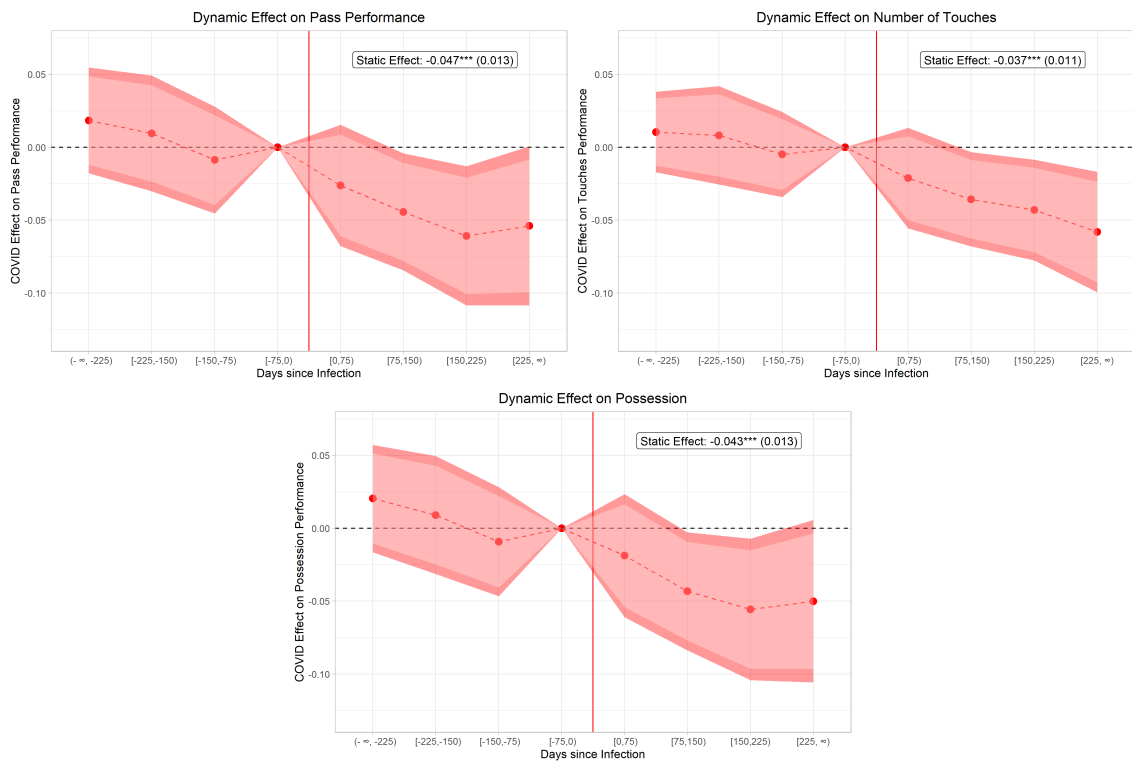 Dynamic Effect on Pass Performance
Static Effect: -0.047*** (0.013)
COVID Effect on Pass Performance
0.05
0.00
-0.05
-0.10
(- ∞, -225)
[-225,-150)
[-150,-75)
[-75,0)
[0,75)
[75,150)
[150,225)
[225, ∞)
Days since Infection
Dynamic Effect on Number of Touches
Static Effect: -0.037*** (0.011)
COVID Effect on Touches Performance
0.05
0.00
-0.05
-0.10
(- ∞, -225)
[-225,-150)
[-150,-75)
[-75,0)
[0,75)
[75,150)
[150,225)
[225, ∞)
Days since Infection
Dynamic Effect on Possession
Static Effect: -0.043*** (0.013)
COVID Effect on Possession Performance
0.05
0.00
-0.05
-0.10
(- ∞, -225)
[-225,-150)
[-150,-75)
[-75,0)
[0,75)
[75,150)
[150,225)
[225, ∞)
Days since Infection